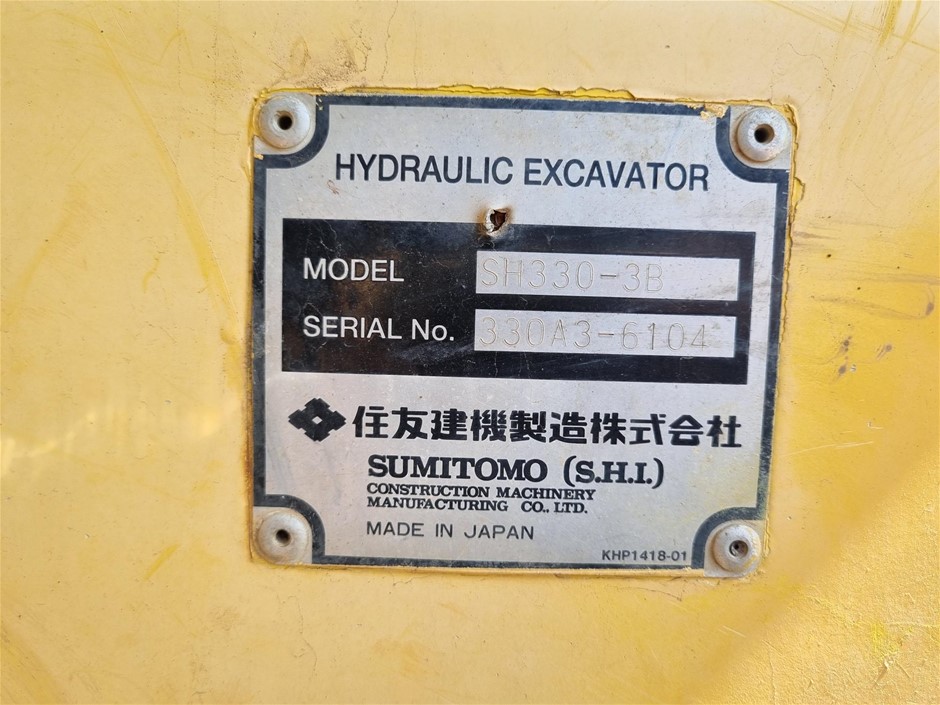 HYDRAULIC EXCAVATOR
MODEL SH330-3B
SERIAL No. 330A3-6104
住友建機製造株式会社
SUMITOMO (S.H.I.)
CONSTRUCTION MACHINERY
MANUFACTURING CO., LTD.
MADE IN JAPAN
KHP1418-01